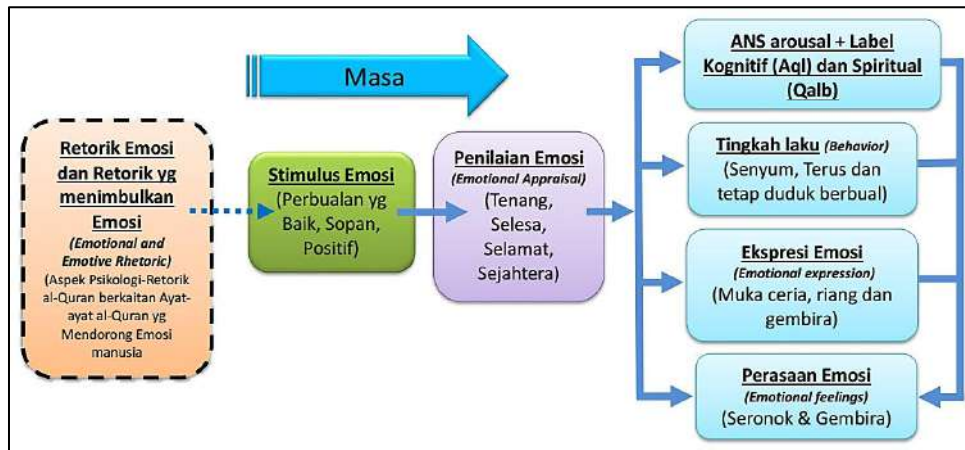 Masa
Retorik Emosi
dan Retorik yg
menimbulkan
Emosi
(Emotional and
Emotive Rhetoric)
(Aspek Psikologi-Retorik
al-Quran berkaitan Ayat-
ayat al-Quran yg
Mendorong Emosi
manusia
Stimulus Emosi
(Perbualan yg
Baik, Sopan,
Positif)
Penilaian Emosi
(Emotional Appraisal)
(Tenang,
Selesa,
Selamat,
Sejahtera)
ANS arousal + Label
Kognitif (Aql) dan Spiritual
(Qalb)
Tingkah laku (Behavior)
(Senyum, Terus dan
tetap duduk berbual)
Ekspresi Emosi
(Emotional expression)
(Muka ceria, riang dan
gembira)
Perasaan Emosi
(Emotional feelings)
(Seronok & Gembira)